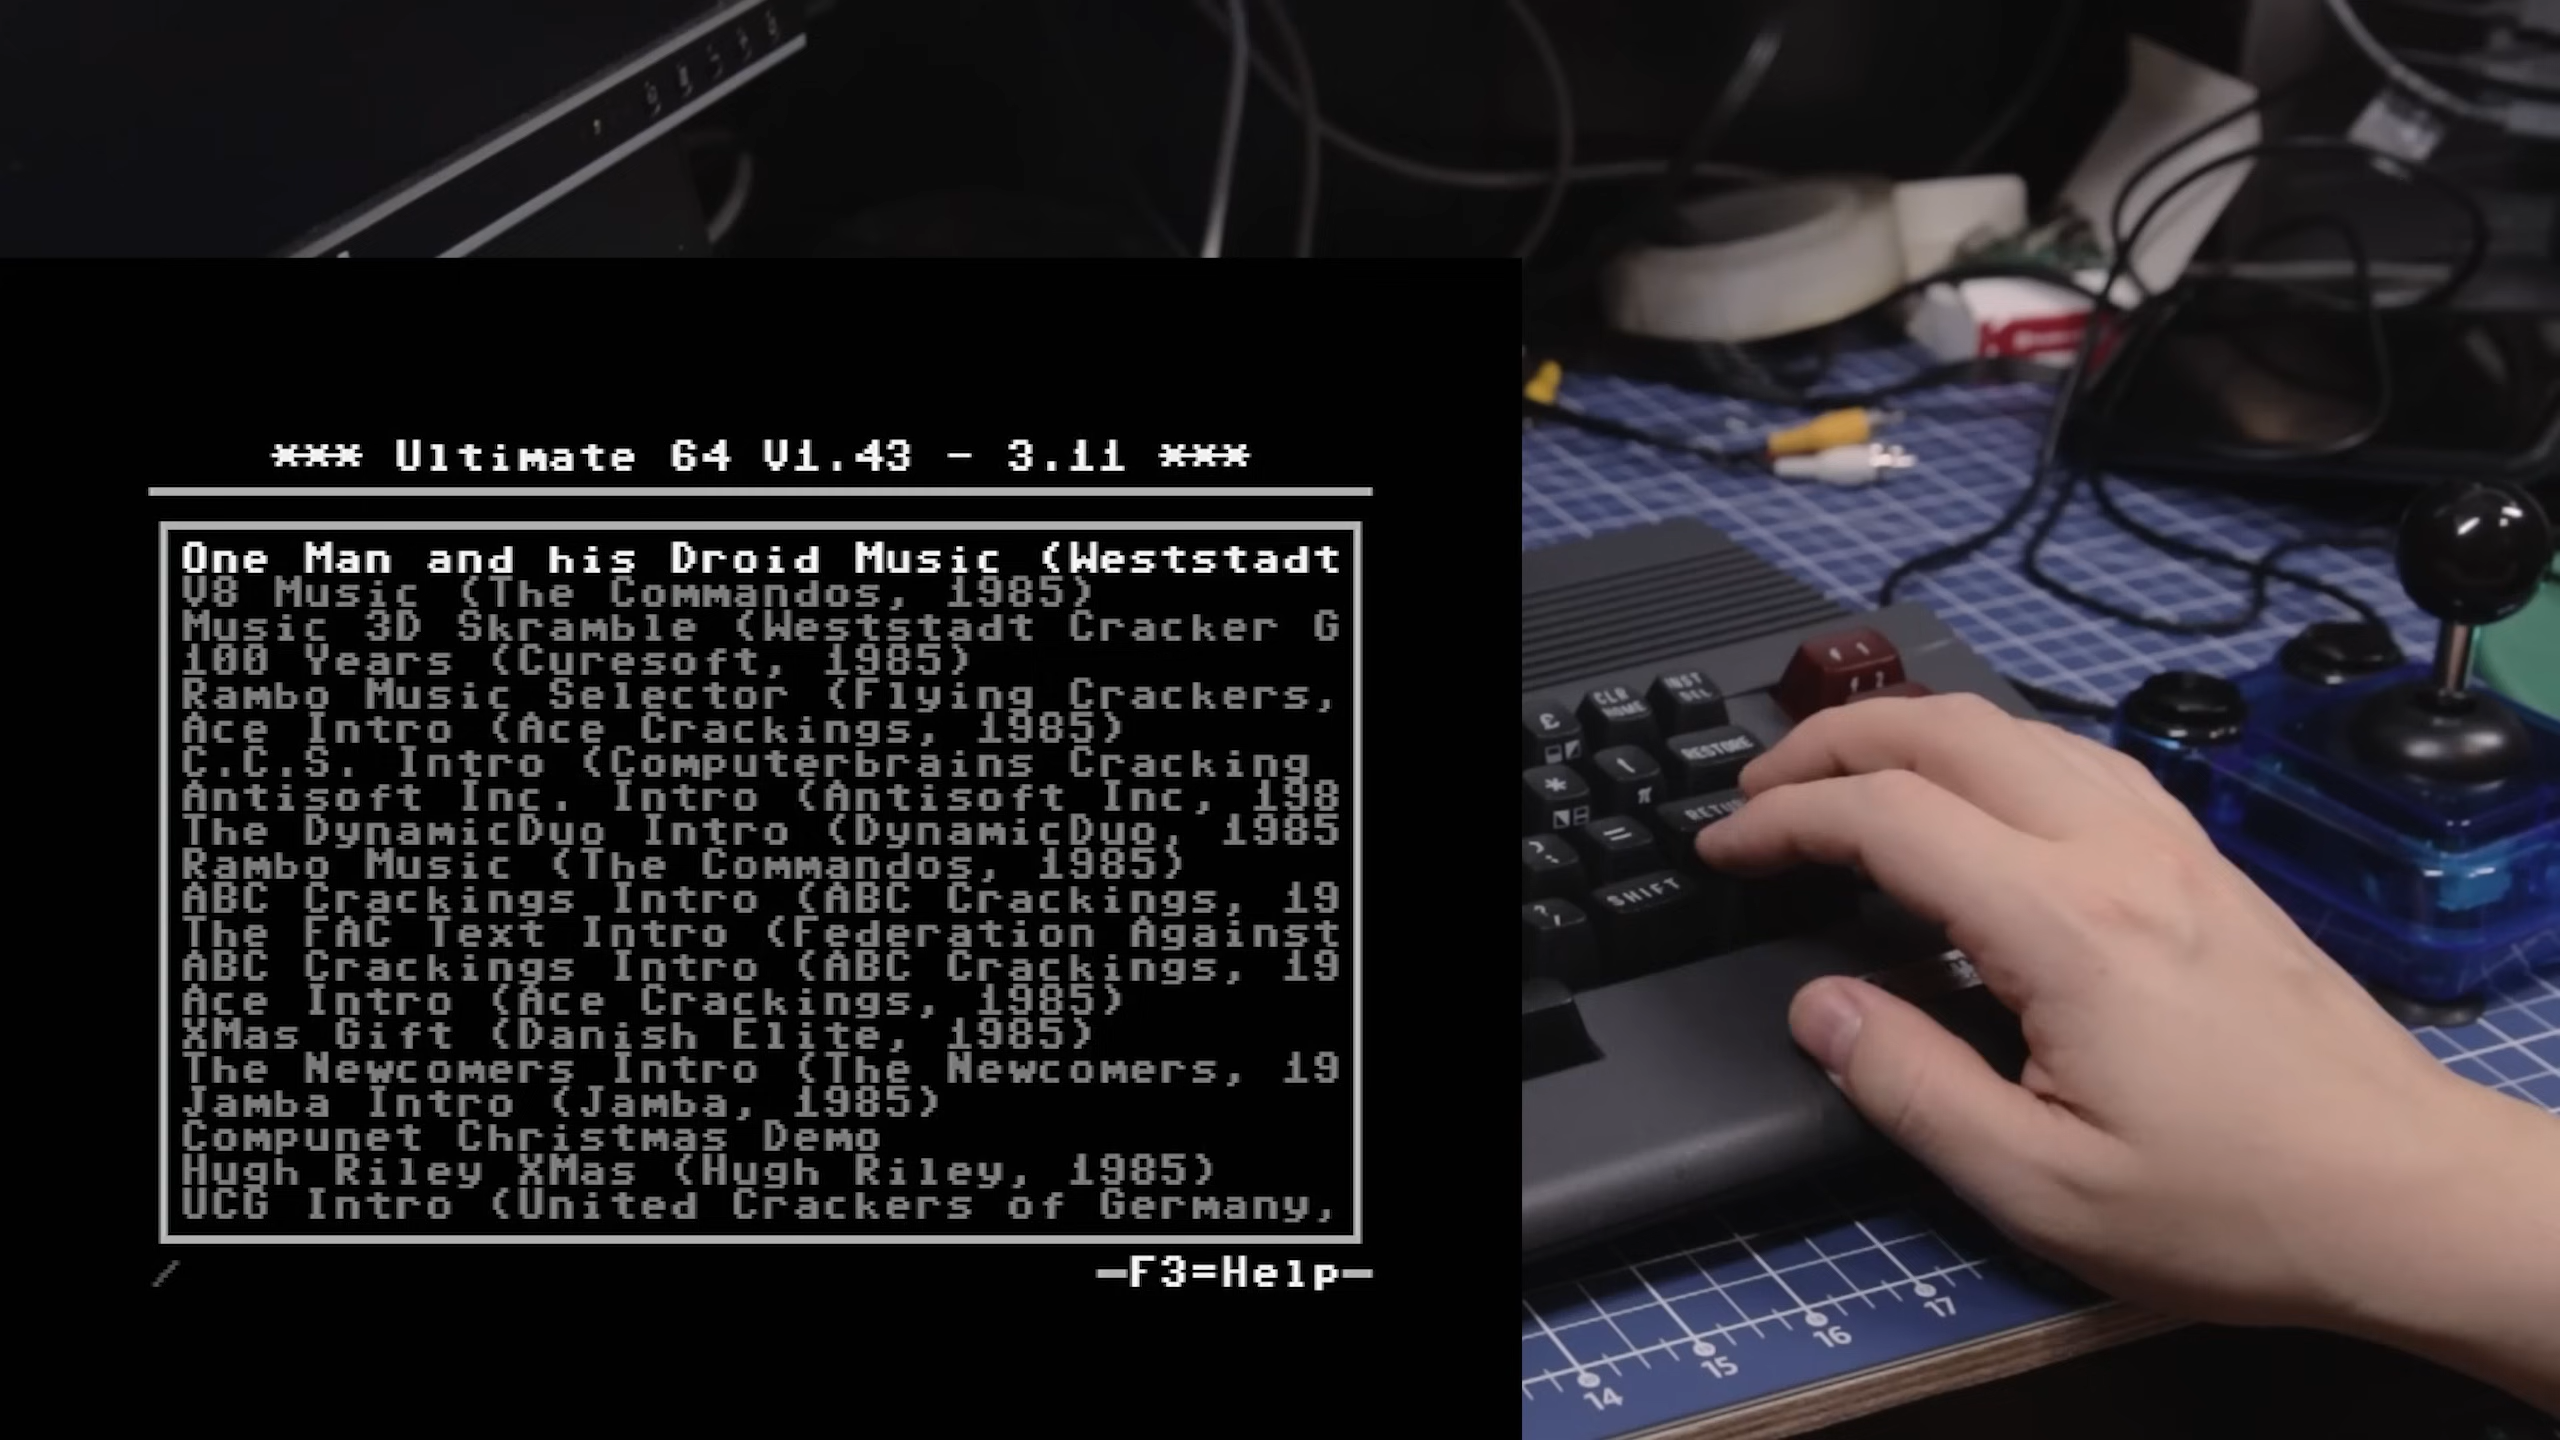 *** Ultimate 64 V1.43 - 3.11 ***
One Man and his Droid Music (Weststadt
V8 Music (The Commandos, 1985)
Music 3D Skramble (Weststadt Cracker G
100 Years (Curesoft, 1985)
Rambo Music Selector (Flying Crackers,
Ace Intro (Ace Crackings, 1985)
C.C.S. Intro (Computerbrains Cracking
Antisoft Inc. Intro (Antisoft Inc, 198
The DynamicDuo Intro (DynamicDuo, 1985
Rambo Music (The Commandos, 1985)
ABC Crackings Intro (ABC Crackings, 19
The FAC Text Intro (Federation Against
ABC Crackings Intro (ABC Crackings, 19
Ace Intro (Ace Crackings, 1985)
XMas Gift (Danish Elite, 1985)
The Newcomers Intro (The Newcomers, 19
Jamba Intro (Jamba, 1985)
Compunet Christmas Demo
Hugh Riley XMas (Hugh Riley, 1985)
UCG Intro (United Crackers of Germany,
/
-F3=Help-
£ CLR HOME INST DEL
f 1
f 2
* ↑ RESTORE
π
= RETU
SHIFT
14 15 16 17